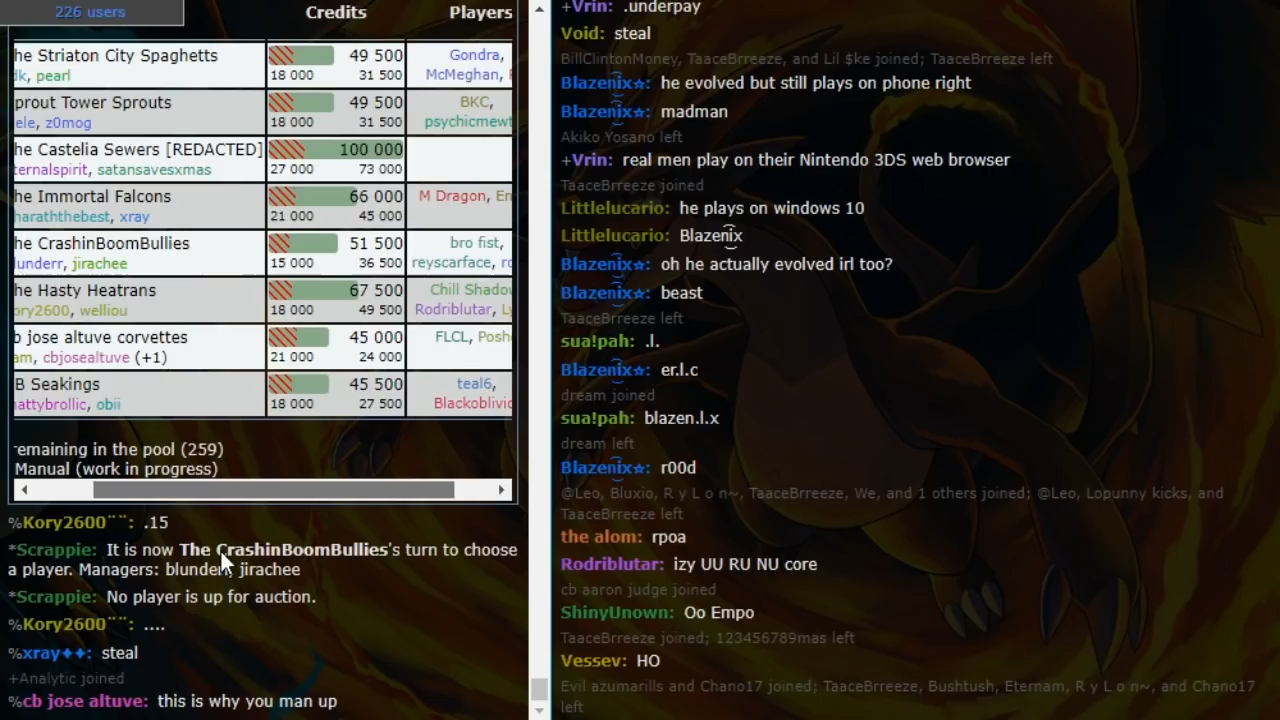 226 users
Credits Players
he Striaton City Spaghetts 49 500 Gondra,
dk, pearl 18 000 31 500 McMeghan,
prout Tower Sprouts 49 500 BKC,
ele, z0mog 18 000 31 500 psychicmewt
he Castelia Sewers [REDACTED] 100 000
ternalspirit, satansavesxmas 27 000 73 000
he Immortal Falcons 66 000 M Dragon, En
harathebest, xray 21 000 45 000
he CrashinBoomBullies 51 500 bro fist,
lunderr, jirachee 15 000 36 500 reyscarface, ro
he Hasty Heatrans 67 500 Chill Shadow
ory2600, welliou 18 000 49 500 Rodriblutar, Ly
b jose altuve corvettes 45 000 FLCL, Posh
am, cbjosealtuve (+1) 21 000 24 000
B Seakings 45 500 teal6,
attybrollic, obii 18 000 27 500 Blackoblivio
remaining in the pool (259)
Manual (work in progress)
%Kory2600¨¨: .15
*Scrappie: It is now The CrashinBoomBullies's turn to choose
a player. Managers: blunder, jirachee
*Scrappie: No player is up for auction.
%Kory2600¨¨: ....
%xray✦✦: steal
+Analytic joined
%cb jose altuve: this is why you man up
+Vrin: .underpay
Void: steal
BillClintonMoney, TaaceBrreeze, and Lil $ke joined; TaaceBrreeze left
Blazenix☆: he evolved but still plays on phone right
Blazenix☆: madman
Akiko Yosano left
+Vrin: real men play on their Nintendo 3DS web browser
TaaceBrreeze joined
Littlelucario: he plays on windows 10
Littlelucario: Blazenix
Blazenix☆: oh he actually evolved irl too?
Blazenix☆: beast
TaaceBrreeze left
sua!pah: .l.
Blazenix☆: er.l.c
dream joined
sua!pah: blazen.l.x
dream left
Blazenix☆: r00d
@Leo, Bluxio, R y L o n~, TaaceBrreeze, We, and 1 others joined; @Leo, Lopunny kicks, and
TaaceBrreeze left
the alom: rpoa
Rodriblutar: izy UU RU NU core
cb aaron judge joined
ShinyUnown: Oo Empo
TaaceBrreeze joined; 123456789mas left
Vessev: HO
Evil azumarills and Chano17 joined; TaaceBrreeze, Bushtush, Eternam, R y L o n~, and Chano17
left